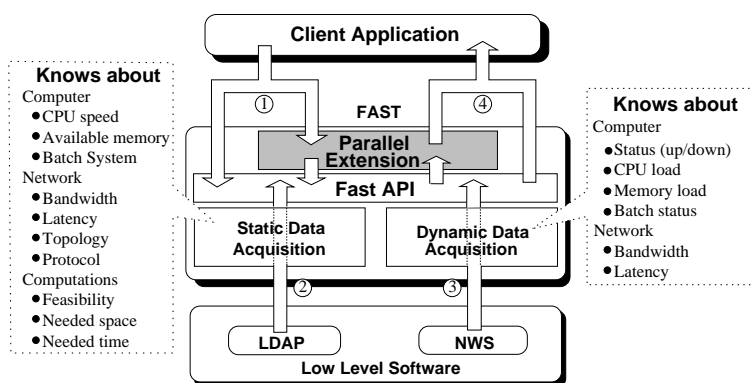 Client Application
Knows about
Computer
CPU speed
Available memory
Batch System
Network
Bandwidth
Latency
Topology
Protocol
Computations
Feasibility
Needed space
Needed time
1
FAST
4
Parallel
Extension
Fast API
Static Data
Acquisition
Dynamic Data
Acquisition
2
3
LDAP
NWS
Low Level Software
Knows about
Computer
Status (up/down)
CPU load
Memory load
Batch status
Network
Bandwidth
Latency